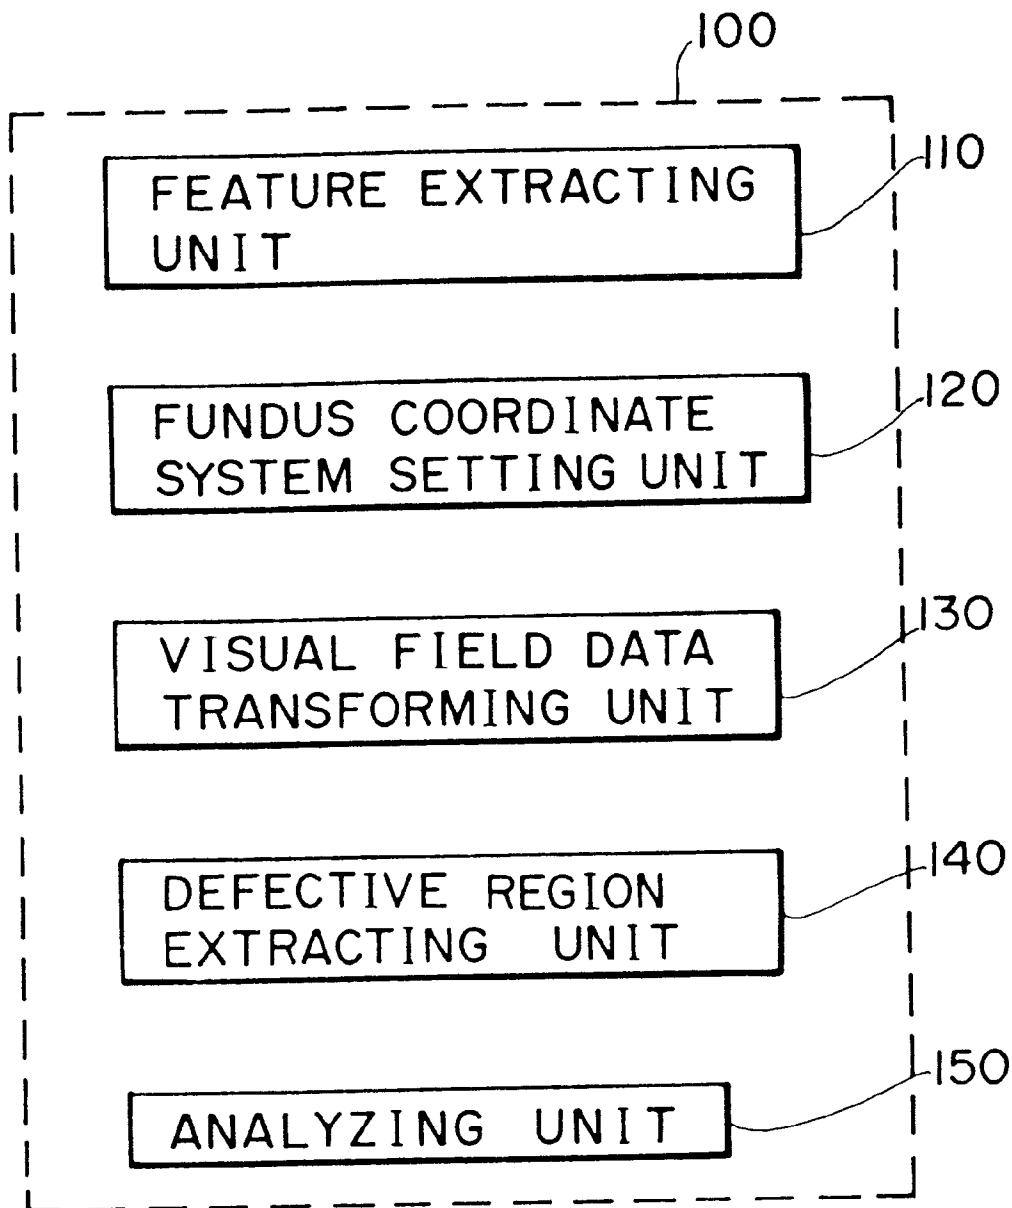 100
FEATURE EXTRACTING
UNIT
110
FUNDUS COORDINATE
SYSTEM SETTING UNIT
120
VISUAL FIELD DATA
TRANSFORMING UNIT
130
DEFECTIVE REGION
EXTRACTING UNIT
140
ANALYZING UNIT
150